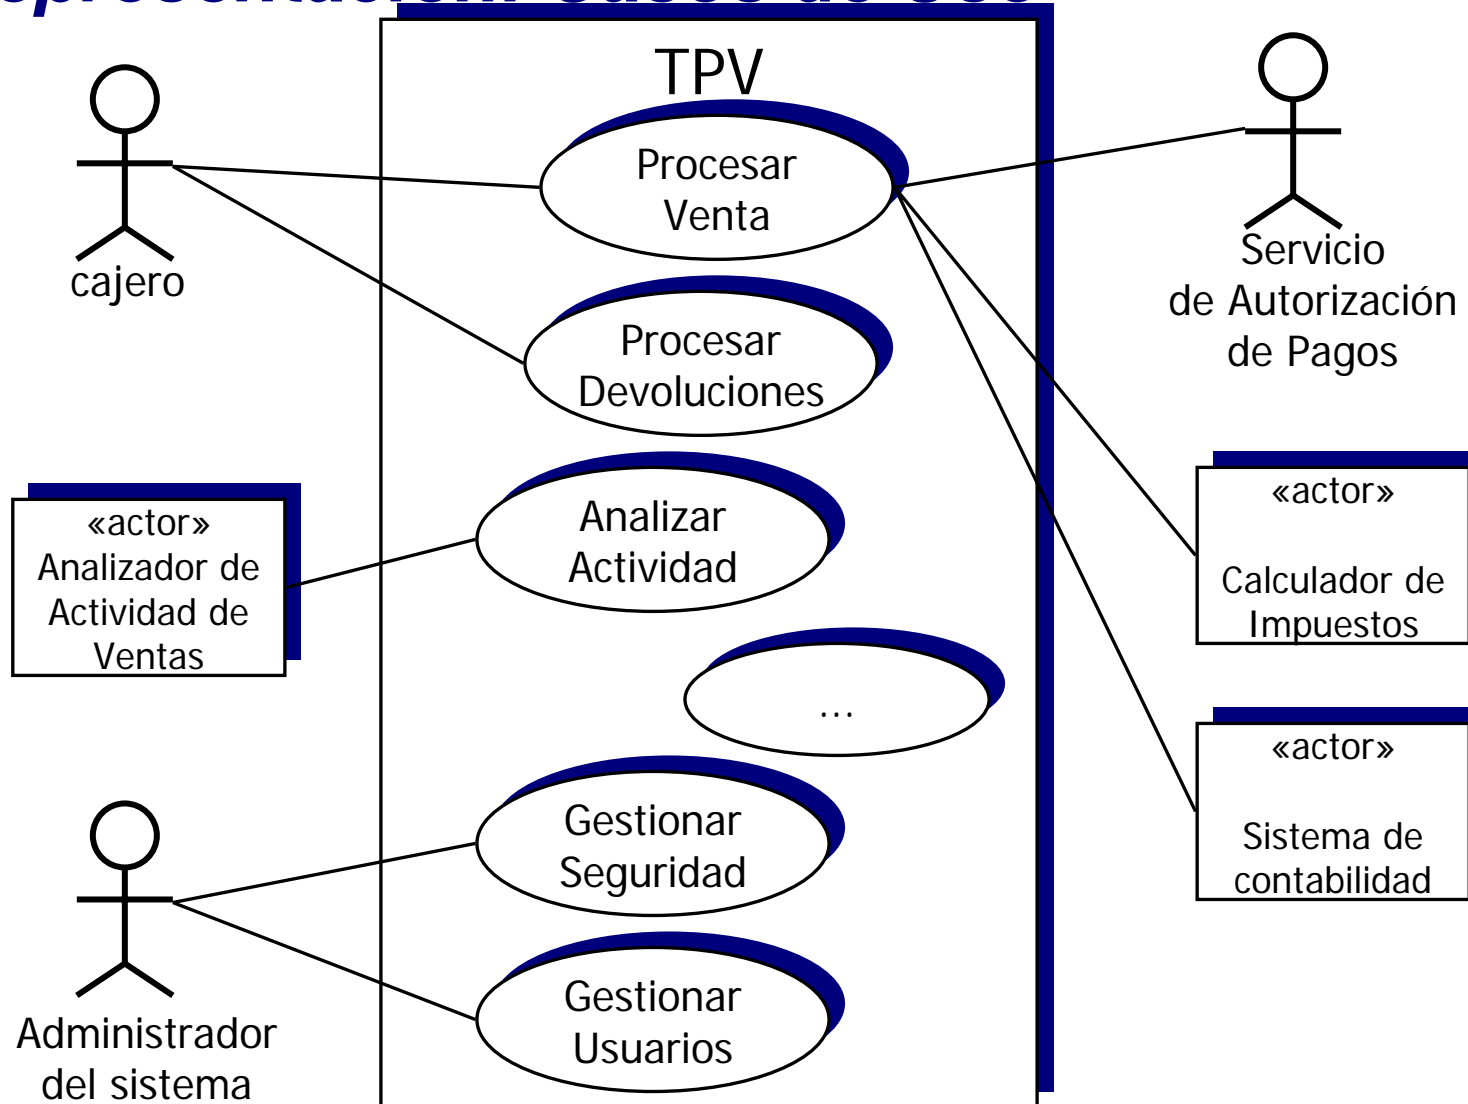 TPV
Procesar
Venta
cajero
Servicio
de Autorización
de Pagos
Procesar
Devoluciones
«actor»
Analizador de
Actividad de
Ventas
Analizar
Actividad
«actor»
Calculador de
Impuestos
...
«actor»
Sistema de
contabilidad
Gestionar
Seguridad
Administrador
del sistema
Gestionar
Usuarios